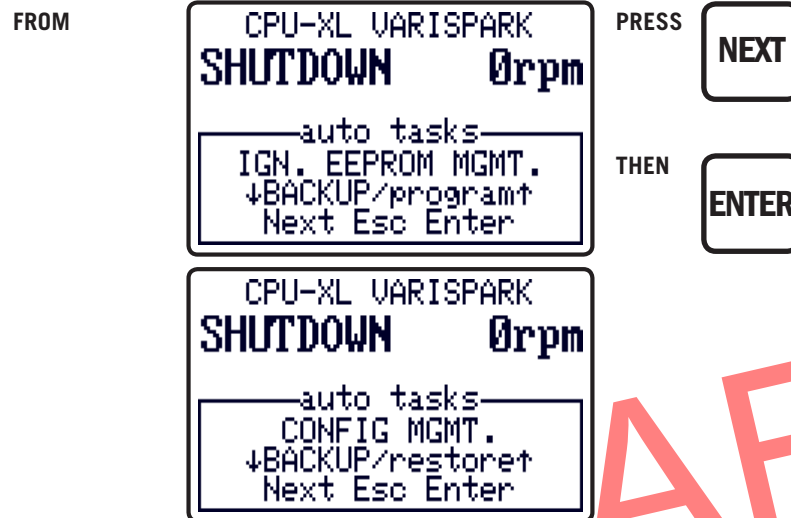 FROM
CPU-XL VARISPARK
SHUTDOWN 0rpm
auto tasks
IGN. EEPROM MGMT.
↓BACKUP/program↑
Next Esc Enter
PRESS
NEXT
THEN
ENTER
CPU-XL VARISPARK
SHUTDOWN 0rpm
auto tasks
CONFIG MGMT.
↓BACKUP/restore↑
Next Esc Enter